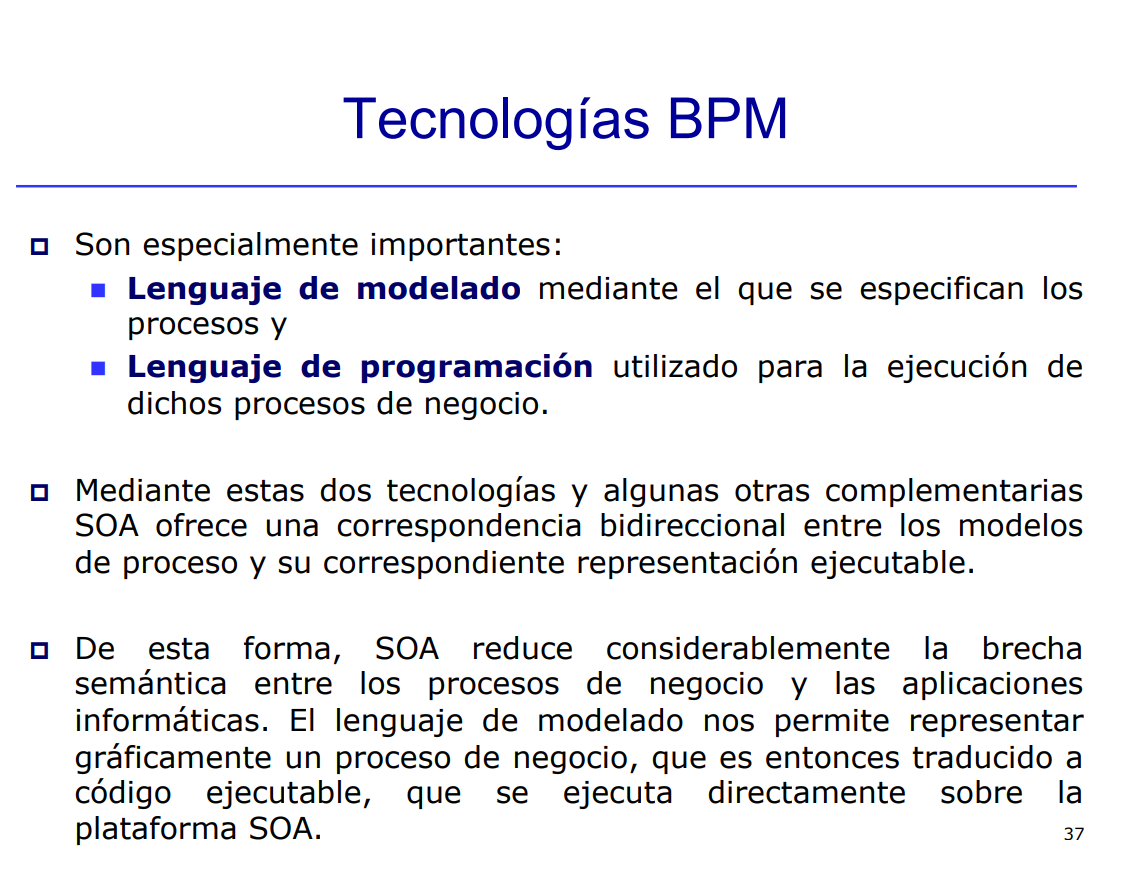 Tecnologías BPM
Son especialmente importantes:
Lenguaje de modelado mediante el que se especifican los
procesos y
Lenguaje de programación utilizado para la ejecución de
dichos procesos de negocio.
Mediante estas dos tecnologías y algunas otras complementarias
SOA ofrece una correspondencia bidireccional entre los modelos
de proceso y su correspondiente representación ejecutable.
De esta forma, SOA reduce considerablemente la brecha
semántica entre los procesos de negocio y las aplicaciones
informáticas. El lenguaje de modelado nos permite representar
gráficamente un proceso de negocio, que es entonces traducido a
código ejecutable, que se ejecuta directamente sobre la
plataforma SOA.
37